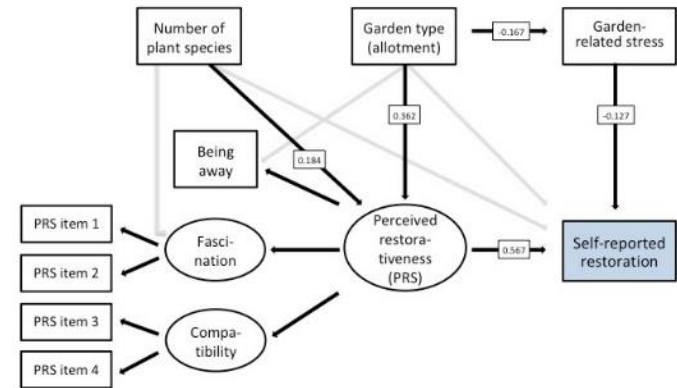 Number of
plant species
Garden type
(allotment)
-0.167
Garden-
related stress
0.362
-0.127
0.184
Being
away
PRS item 1
PRS item 2
Fasci-
nation
Perceived
restora-
tiveness
(PRS)
0.567
Self-reported
restoration
PRS item 3
PRS item 4
Compa-
tibility